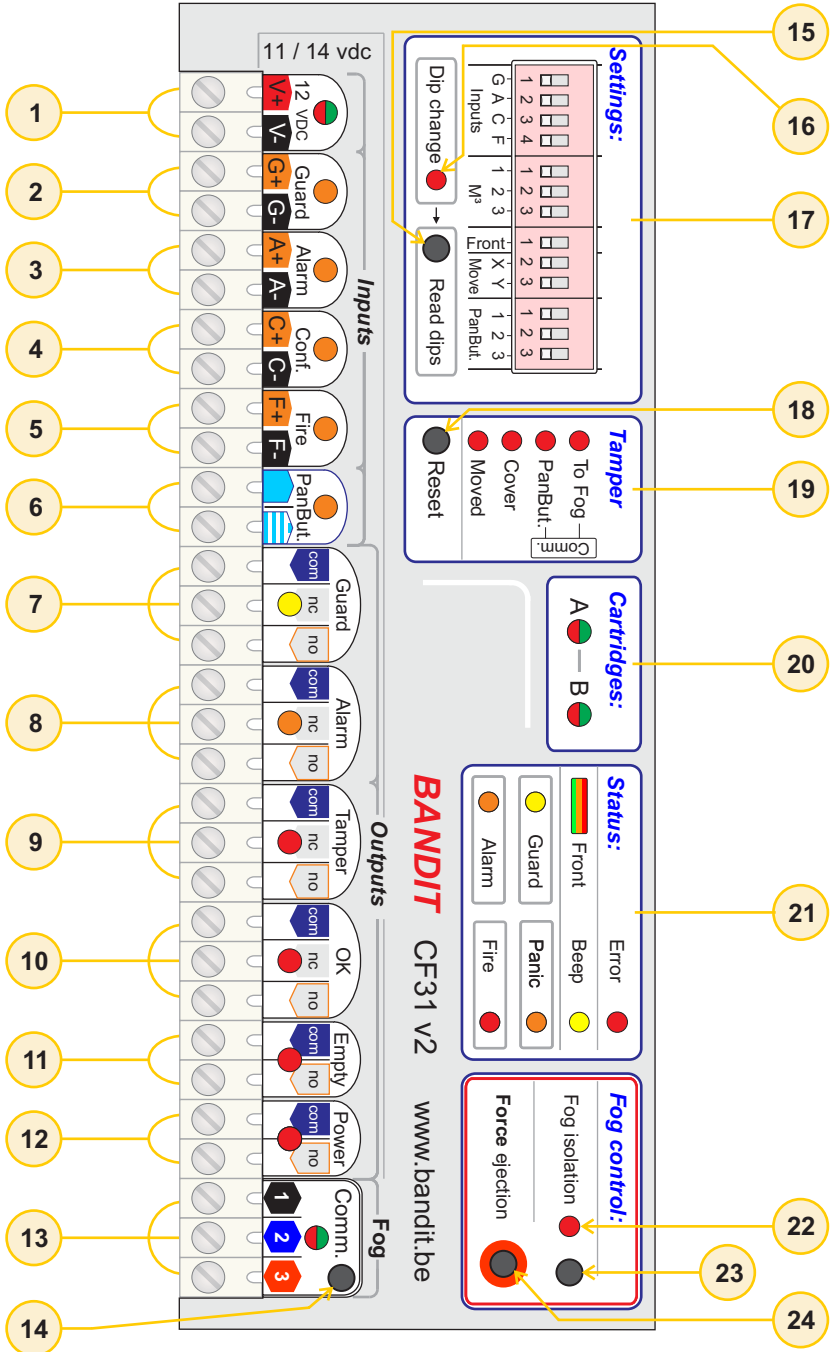 11 / 14 vdc
12 VDC
V+ V-
Guard
G+ G-
Alarm
A+ A-
Conf.
C+ C-
Fire
F+ F-
PanBut.
Inputs
Guard
com nc no
Alarm
com nc no
Tamper
com nc no
OK
com nc no
Empty
com no
Power
com no
Outputs
Comm.
1 2 3
Fog
Settings:
1 2 3 4 1 2 3 1 2 3 1 2 3
G A C F 1 2 3 Front X Y 1 2 3
Inputs M³ Move PanBut.
Dip change → Read dips
Tamper
To Fog
PanBut.
Comm.
Cover
Moved
Reset
Cartridges:
A B
Status:
Error
Front Beep
Guard Panic
Alarm Fire
BANDIT CF31 v2 www.bandit.be
Fog control:
Fog isolation
Force ejection
1
2
3
4
5
6
7
8
9
10
11
12
13
14
15
16
17
18
19
20
21
22
23
24